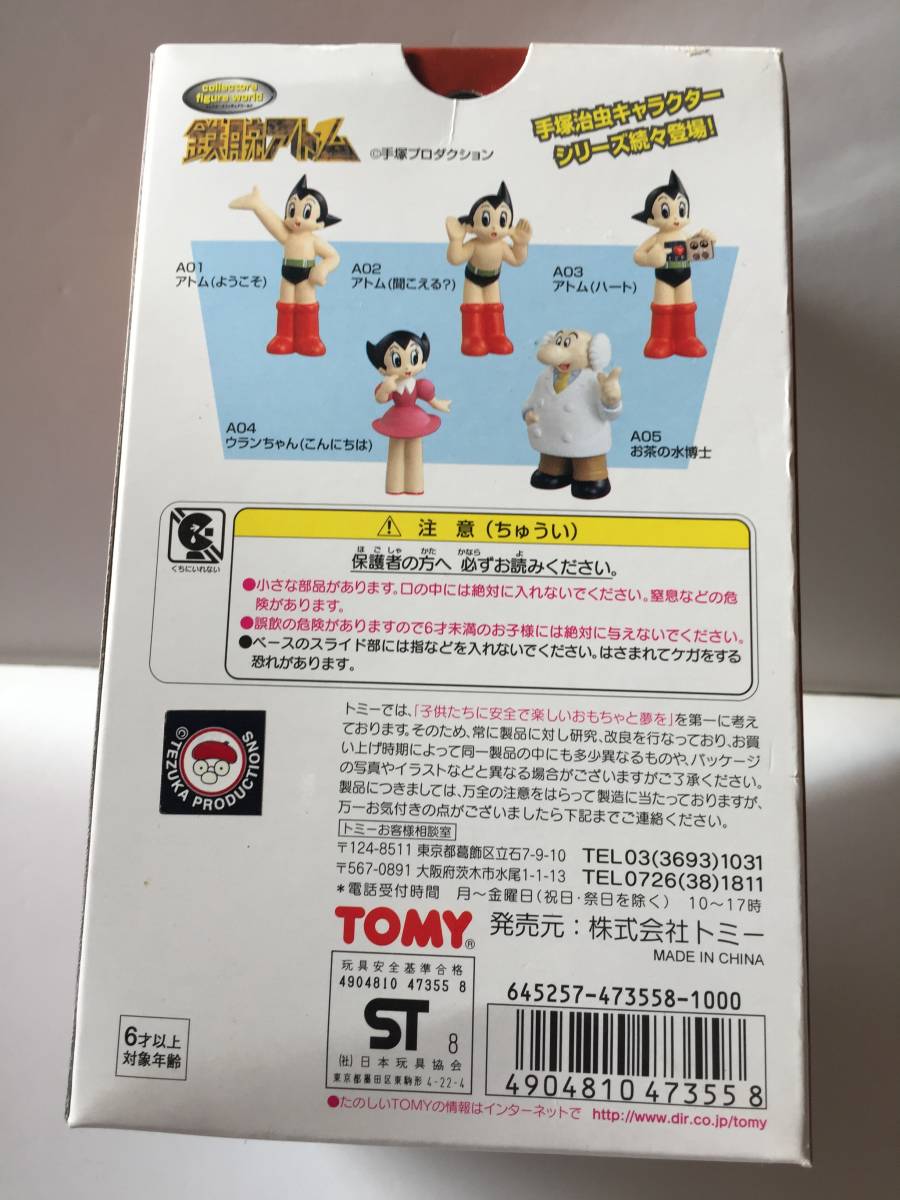 collectors
figure world
鉄腕アトム
©手塚プロダクション
手塚治虫キャラクター
シリーズ続々登場!
A01
アトム(ようこそ)
A02
アトム(聞こえる?)
A03
アトム(ハート)
A04
ウランちゃん(こんにちは)
A05
お茶の水博士
くちにいれない
注 意 (ちゅうい)
保護者の方へ 必ずお読みください。
●小さな部品があります。口の中には絶対に入れないでください。窒息などの危
険があります。
●誤飲の危険がありますので6才未満のお子様には絶対に与えないでください。
●ベースのスライド部には指などを入れないでください。はさまれてケガをする
恐れがあります。
©TEZUKA PRODUCTIONS
トミーでは、「子供たちに安全で楽しいおもちゃと夢を」を第一に考え
ております。そのため、常に製品に対し研究、改良を行なっており、お買
い上げ時期によって同一製品の中にも多少異なるものや、パッケージ
の写真やイラストなどと異なる場合がございますがご了承ください。
製品につきましては、万全の注意をはらって製造に当たっておりますが、
万一お気付きの点がございましたら下記までご連絡ください。
トミーお客様相談室
〒124-8511 東京都葛飾区立石7-9-10 TEL03(3693)1031
〒567-0891 大阪府茨木市水尾1-1-13 TEL0726(38)1811
*電話受付時間 月〜金曜日(祝日·祭日を除く) 10〜17時
TOMY® 発売元:株式会社トミー
MADE IN CHINA
玩具安全基準合格
4904810 47355 8
ST 8
(社)日本玩具協会
東京都墨田区東駒形 4-22-4
645257-473558-1000
4904810 473558
6才以上
対象年齢
●たのしいTOMYの情報はインターネットで http://www.dir.co.jp/tomy